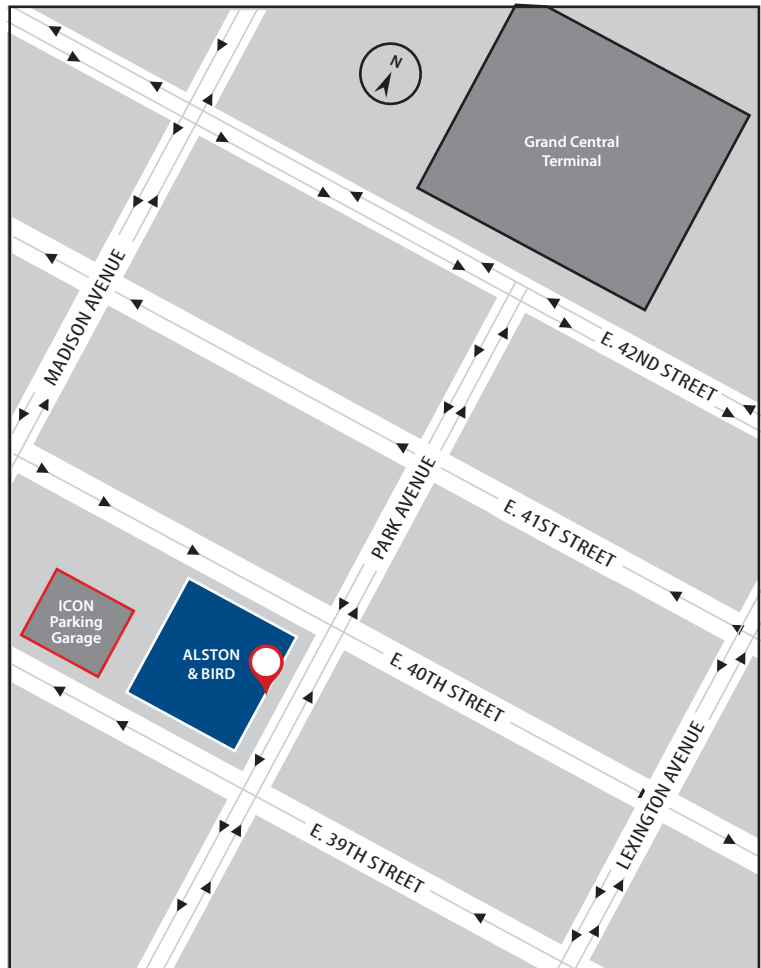 N
Grand Central
Terminal
MADISON AVENUE
E. 42ND STREET
PARK AVENUE
E. 41ST STREET
ICON
Parking
Garage
ALSTON
& BIRD
E. 40TH STREET
LEXINGTON AVENUE
E. 39TH STREET